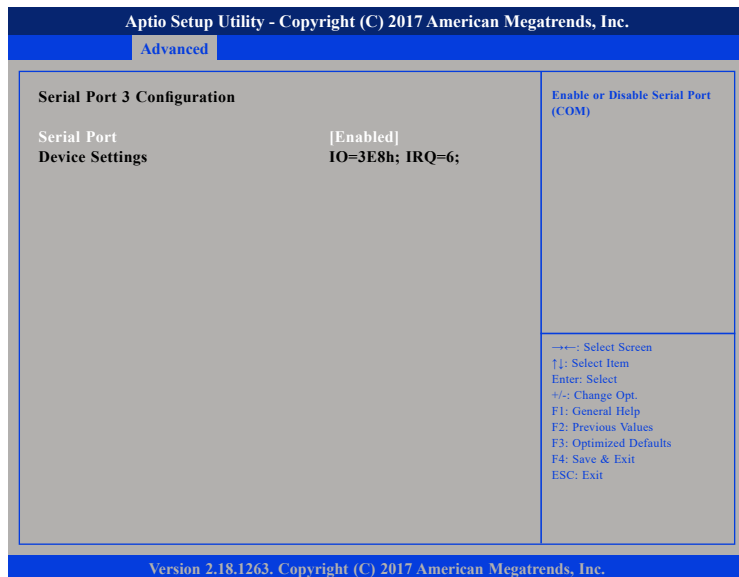 Aptio Setup Utility - Copyright (C) 2017 American Megatrends, Inc.
Advanced
Serial Port 3 Configuration
Serial Port [Enabled]
Device Settings IO=3E8h; IRQ=6;
Enable or Disable Serial Port
(COM)
→←: Select Screen
↑↓: Select Item
Enter: Select
+/-: Change Opt.
F1: General Help
F2: Previous Values
F3: Optimized Defaults
F4: Save & Exit
ESC: Exit
Version 2.18.1263. Copyright (C) 2017 American Megatrends, Inc.